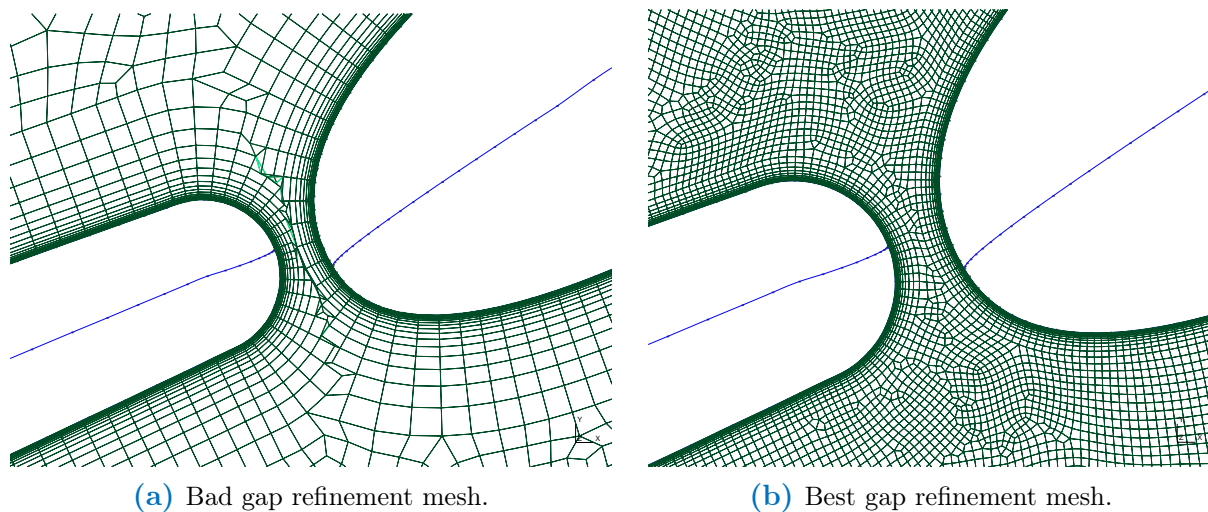 Y
X
Z X
(a) Bad gap refinement mesh.
(b) Best gap refinement mesh.